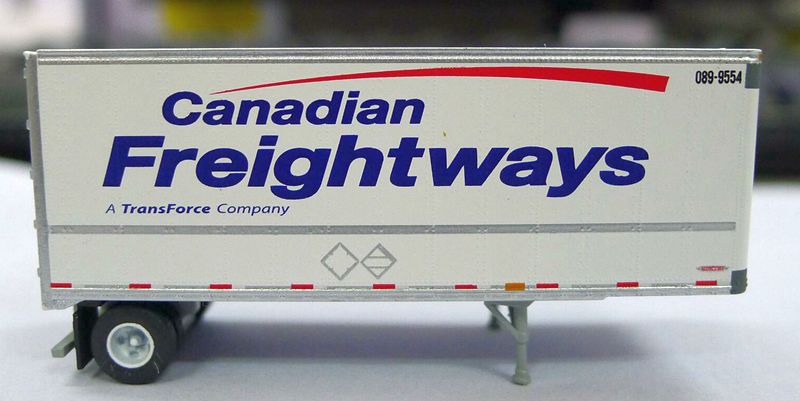 089-9554
Canadian
Freightways
A TransForce Company